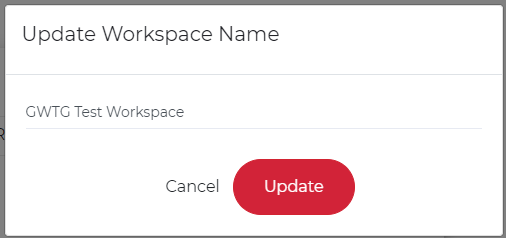 Update Workspace Name
GWTG Test Workspace
R
Cancel Update